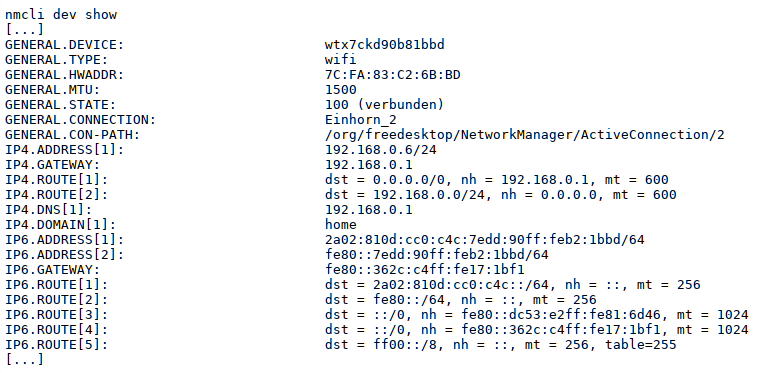 nmcli dev show
[...]
GENERAL.DEVICE: wtx7ckd90b81bbd
GENERAL.TYPE: wifi
GENERAL.HWADDR: 7C:FA:83:C2:6B:BD
GENERAL.MTU: 1500
GENERAL.STATE: 100 (verbunden)
GENERAL.CONNECTION: Einhorn_2
GENERAL.CON-PATH: /org/freedesktop/NetworkManager/ActiveConnection/2
IP4.ADDRESS[1]: 192.168.0.6/24
IP4.GATEWAY: 192.168.0.1
IP4.ROUTE[1]: dst = 0.0.0.0/0, nh = 192.168.0.1, mt = 600
IP4.ROUTE[2]: dst = 192.168.0.0/24, nh = 0.0.0.0, mt = 600
IP4.DNS[1]: 192.168.0.1
IP4.DOMAIN[1]: home
IP6.ADDRESS[1]: 2a02:810d:cc0:c4c:7edd:90ff:feb2:1bbd/64
IP6.ADDRESS[2]: fe80::7edd:90ff:feb2:1bbd/64
IP6.GATEWAY: fe80::362c:c4ff:fe17:1bf1
IP6.ROUTE[1]: dst = 2a02:810d:cc0:c4c::/64, nh = ::, mt = 256
IP6.ROUTE[2]: dst = fe80::/64, nh = ::, mt = 256
IP6.ROUTE[3]: dst = ::/0, nh = fe80::dc53:e2ff:fe81:6d46, mt = 1024
IP6.ROUTE[4]: dst = ::/0, nh = fe80::362c:c4ff:fe17:1bf1, mt = 1024
IP6.ROUTE[5]: dst = ff00::/8, nh = ::, mt = 256, table=255
[...]